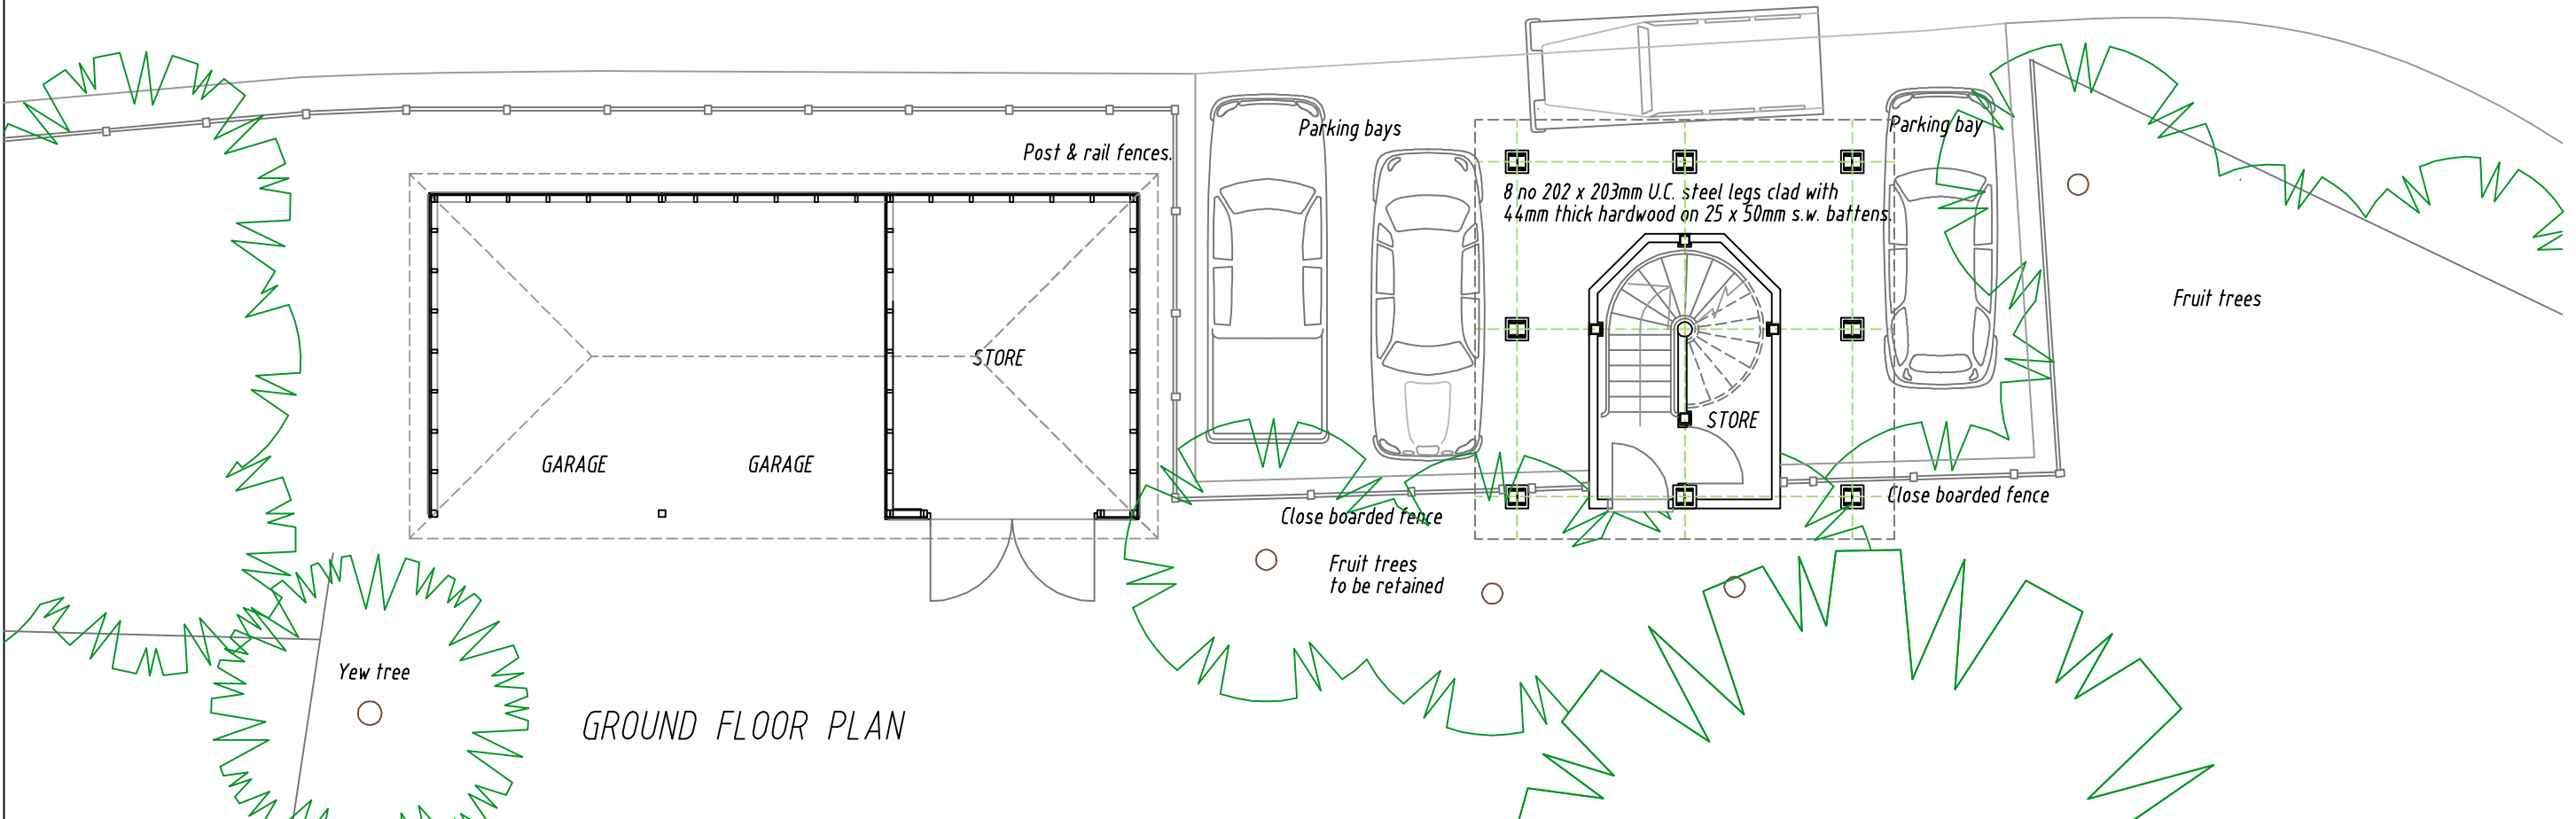 Parking bays
Parking bay
Post & rail fences.
8 no 202 x 203mm U.C. steel legs clad with
44mm thick hardwood on 25 x 50mm s.w. battens.
Fruit trees
STORE
STORE
GARAGE
GARAGE
Close boarded fence
Close boarded fence
Fruit trees
to be retained
Yew tree
GROUND FLOOR PLAN